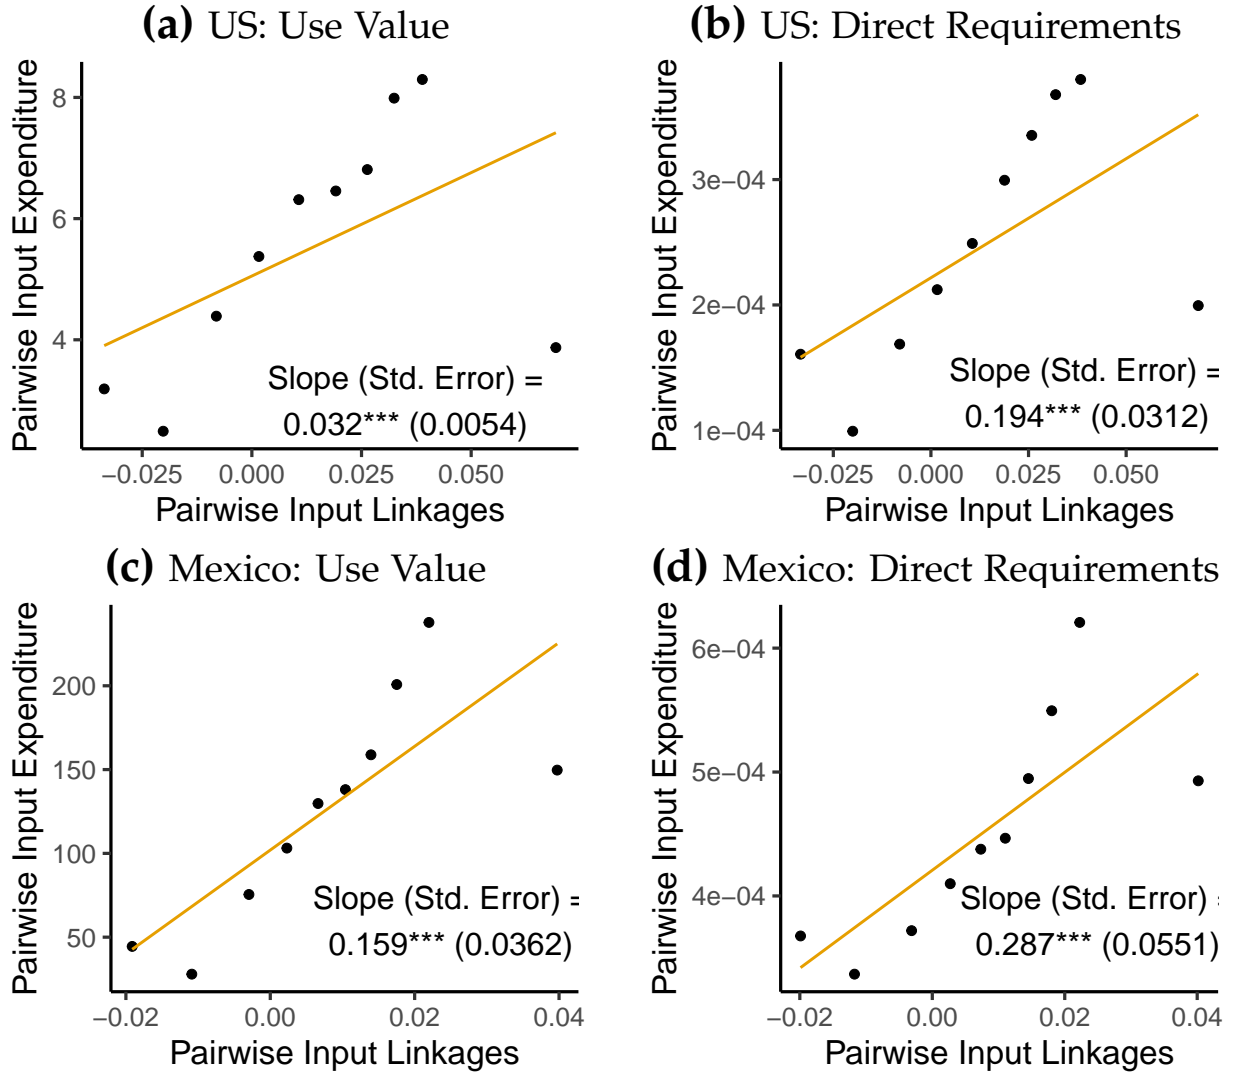 (a) US: Use Value
Pairwise Input Expenditure
8
6
4
Slope (Std. Error) =
0.032*** (0.0054)
−0.025 0.000 0.025 0.050
Pairwise Input Linkages
(b) US: Direct Requirements
Pairwise Input Expenditure
3e−04
2e−04
1e−04
Slope (Std. Error) =
0.194*** (0.0312)
−0.025 0.000 0.025 0.050
Pairwise Input Linkages
(c) Mexico: Use Value
Pairwise Input Expenditure
200
150
100
50
Slope (Std. Error) =
0.159*** (0.0362)
−0.02 0.00 0.02 0.04
Pairwise Input Linkages
(d) Mexico: Direct Requirements
Pairwise Input Expenditure
6e−04
5e−04
4e−04
Slope (Std. Error) =
0.287*** (0.0551)
−0.02 0.00 0.02 0.04
Pairwise Input Linkages